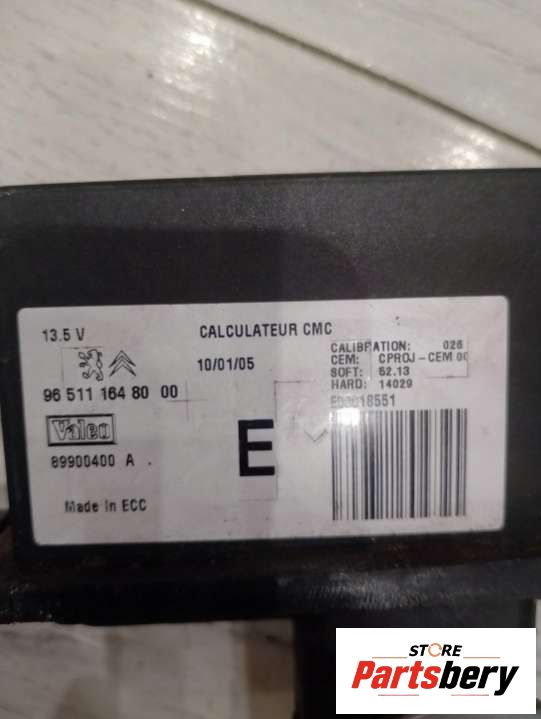 13.5 V
CALCULATEUR CMC
10/01/05
CALIBRATION: 026
CEM: CPROJ-CEM 00
SOFT: 52.13
HARD: 14029
96 511 164 80 00
Valeo
89900400 A
E
Made in ECC
STORE
Partsbery